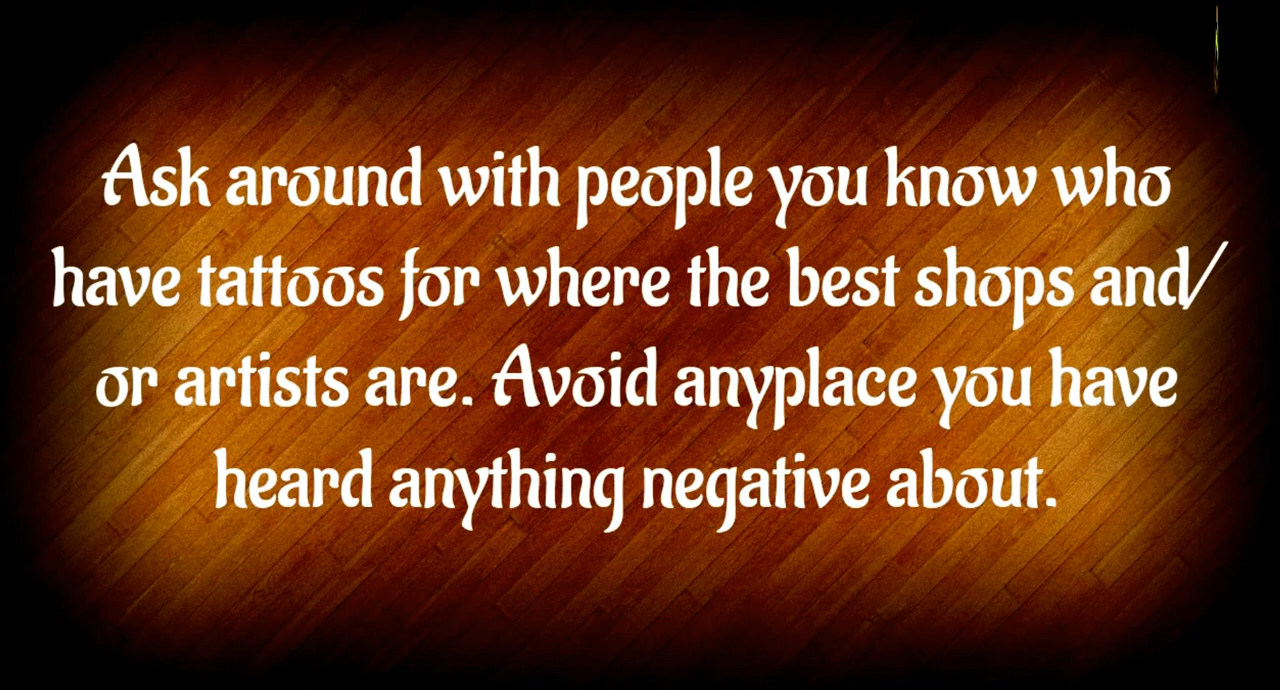 Ask around with people you know who
have tattoos for where the best shops and/
or artists are. Avoid anyplace you have
heard anything negative about.